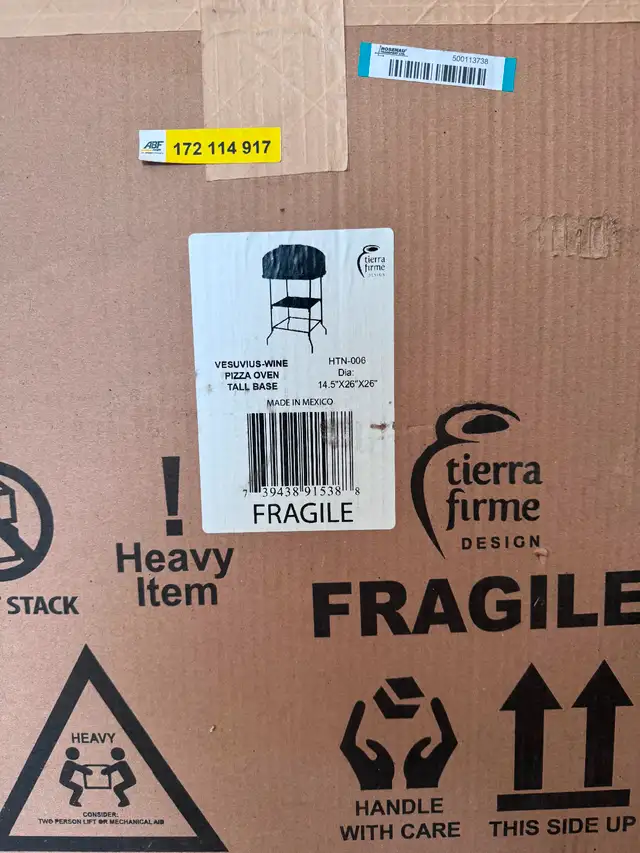 500113738
ABF
172 114 917
tierra
firme
DESIGN
VESUVIUS-WINE
PIZZA OVEN
TALL BASE
HTN-006
Dia:
14.5"X26"X26"
MADE IN MEXICO
7 39438 91538 8
FRAGILE
tierra
firme
DESIGN
Heavy
Item
STACK
FRAGILE
HEAVY
CONSIDER:
TWO PERSON LIFT OR MECHANICAL AID
HANDLE
WITH CARE
THIS SIDE UP